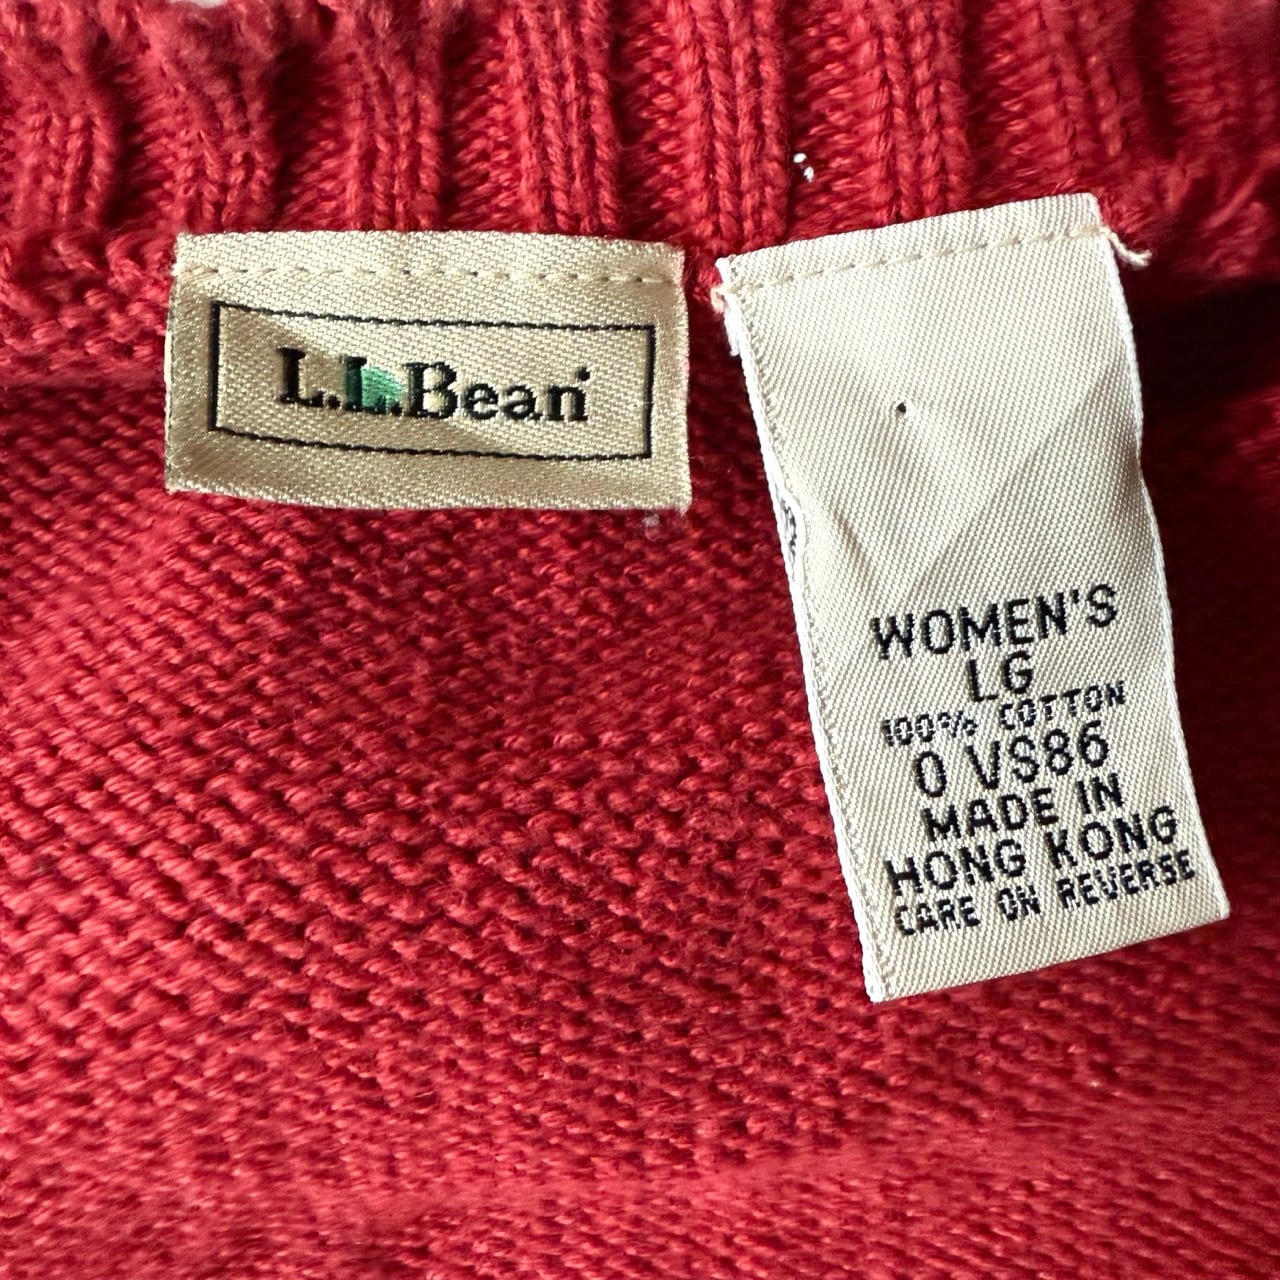 L.L.Bean
WOMEN'S
LG
100% COTTON
0 VS86
MADE IN
HONG KONG
CARE ON REVERSE